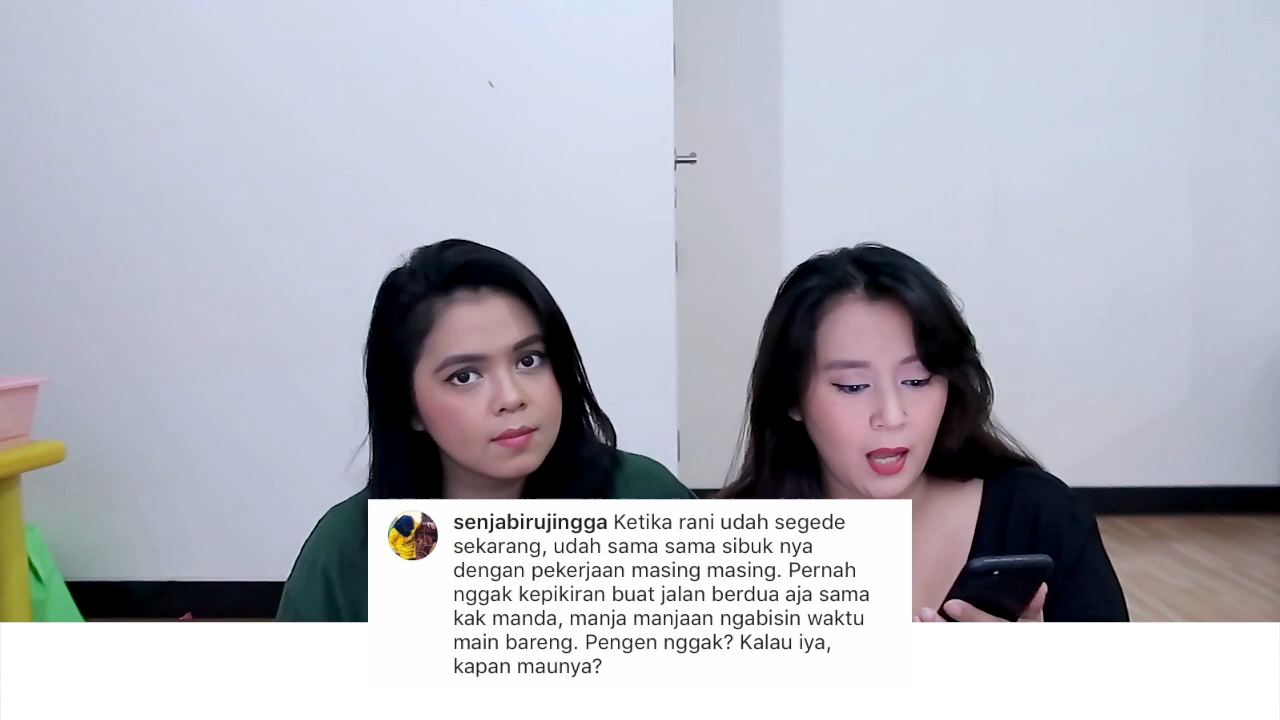 senjabirujingga Ketika rani udah segede
sekarang, udah sama sama sibuk nya
dengan pekerjaan masing masing. Pernah
nggak kepikiran buat jalan berdua aja sama
kak manda, manja manjaan ngabisin waktu
main bareng. Pengen nggak? Kalau iya,
kapan maunya?